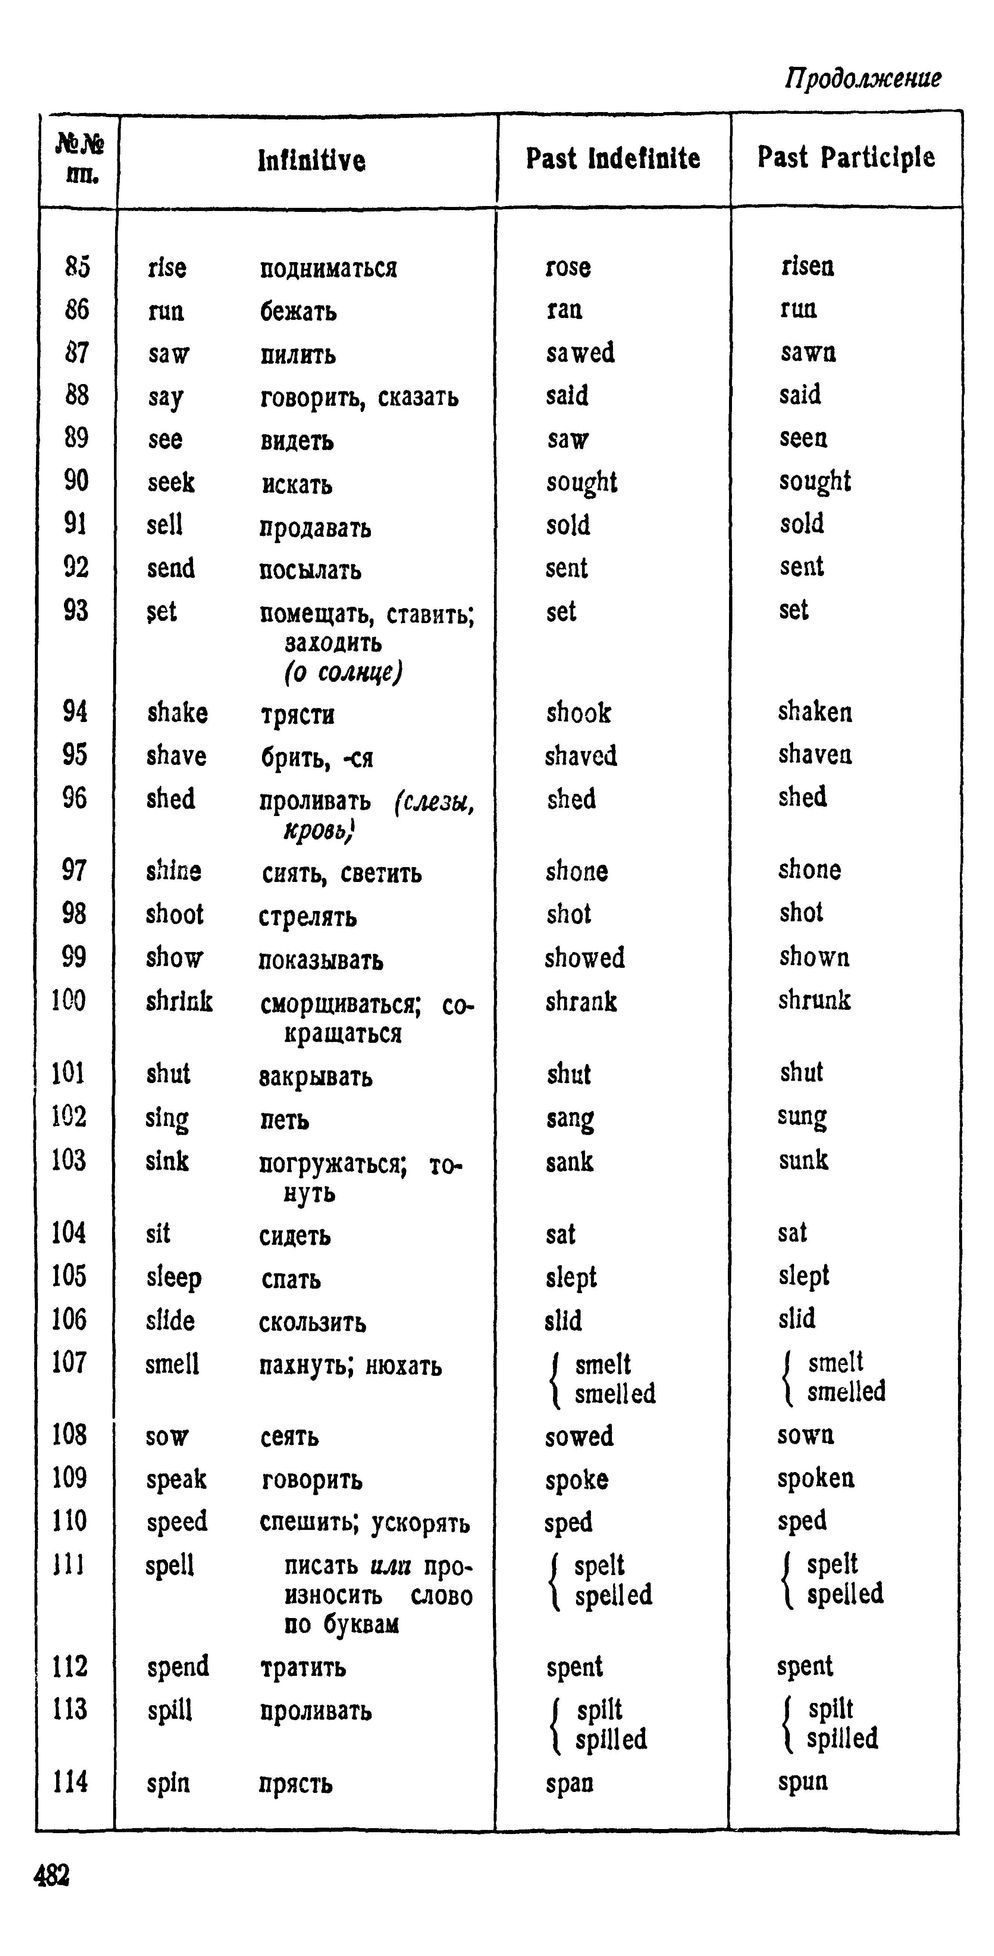 Продолжение
№№ пп. Infinitive Past Indefinite Past Participle
85 rise подниматься rose risen
86 run бежать ran run
87 saw пилить sawed sawn
88 say говорить, сказать said said
89 see видеть saw seen
90 seek искать sought sought
91 sell продавать sold sold
92 send посылать sent sent
93 set помещать, ставить; set set
заходить
(о солнце)
94 shake трясти shook shaken
95 shave брить, -ся shaved shaven
96 shed проливать (слезы, shed shed
кровь)
97 shine сиять, светить shone shone
98 shoot стрелять shot shot
99 show показывать showed shown
100 shrink сморщиваться; со- shrank shrunk
кращаться
101 shut закрывать shut shut
102 sing петь sang sung
103 sink погружаться; то- sank sunk
нуть
104 sit сидеть sat sat
105 sleep спать slept slept
106 slide скользить slid slid
107 smell пахнуть; нюхать { smelt { smelt
smelled smelled
108 sow сеять sowed sown
109 speak говорить spoke spoken
110 speed спешить; ускорять sped sped
111 spell писать или про- { spelt { spelt
износить слово spelled spelled
по буквам
112 spend тратить spent spent
113 spill проливать { spilt { spilt
spilled spilled
114 spin прясть span spun
482